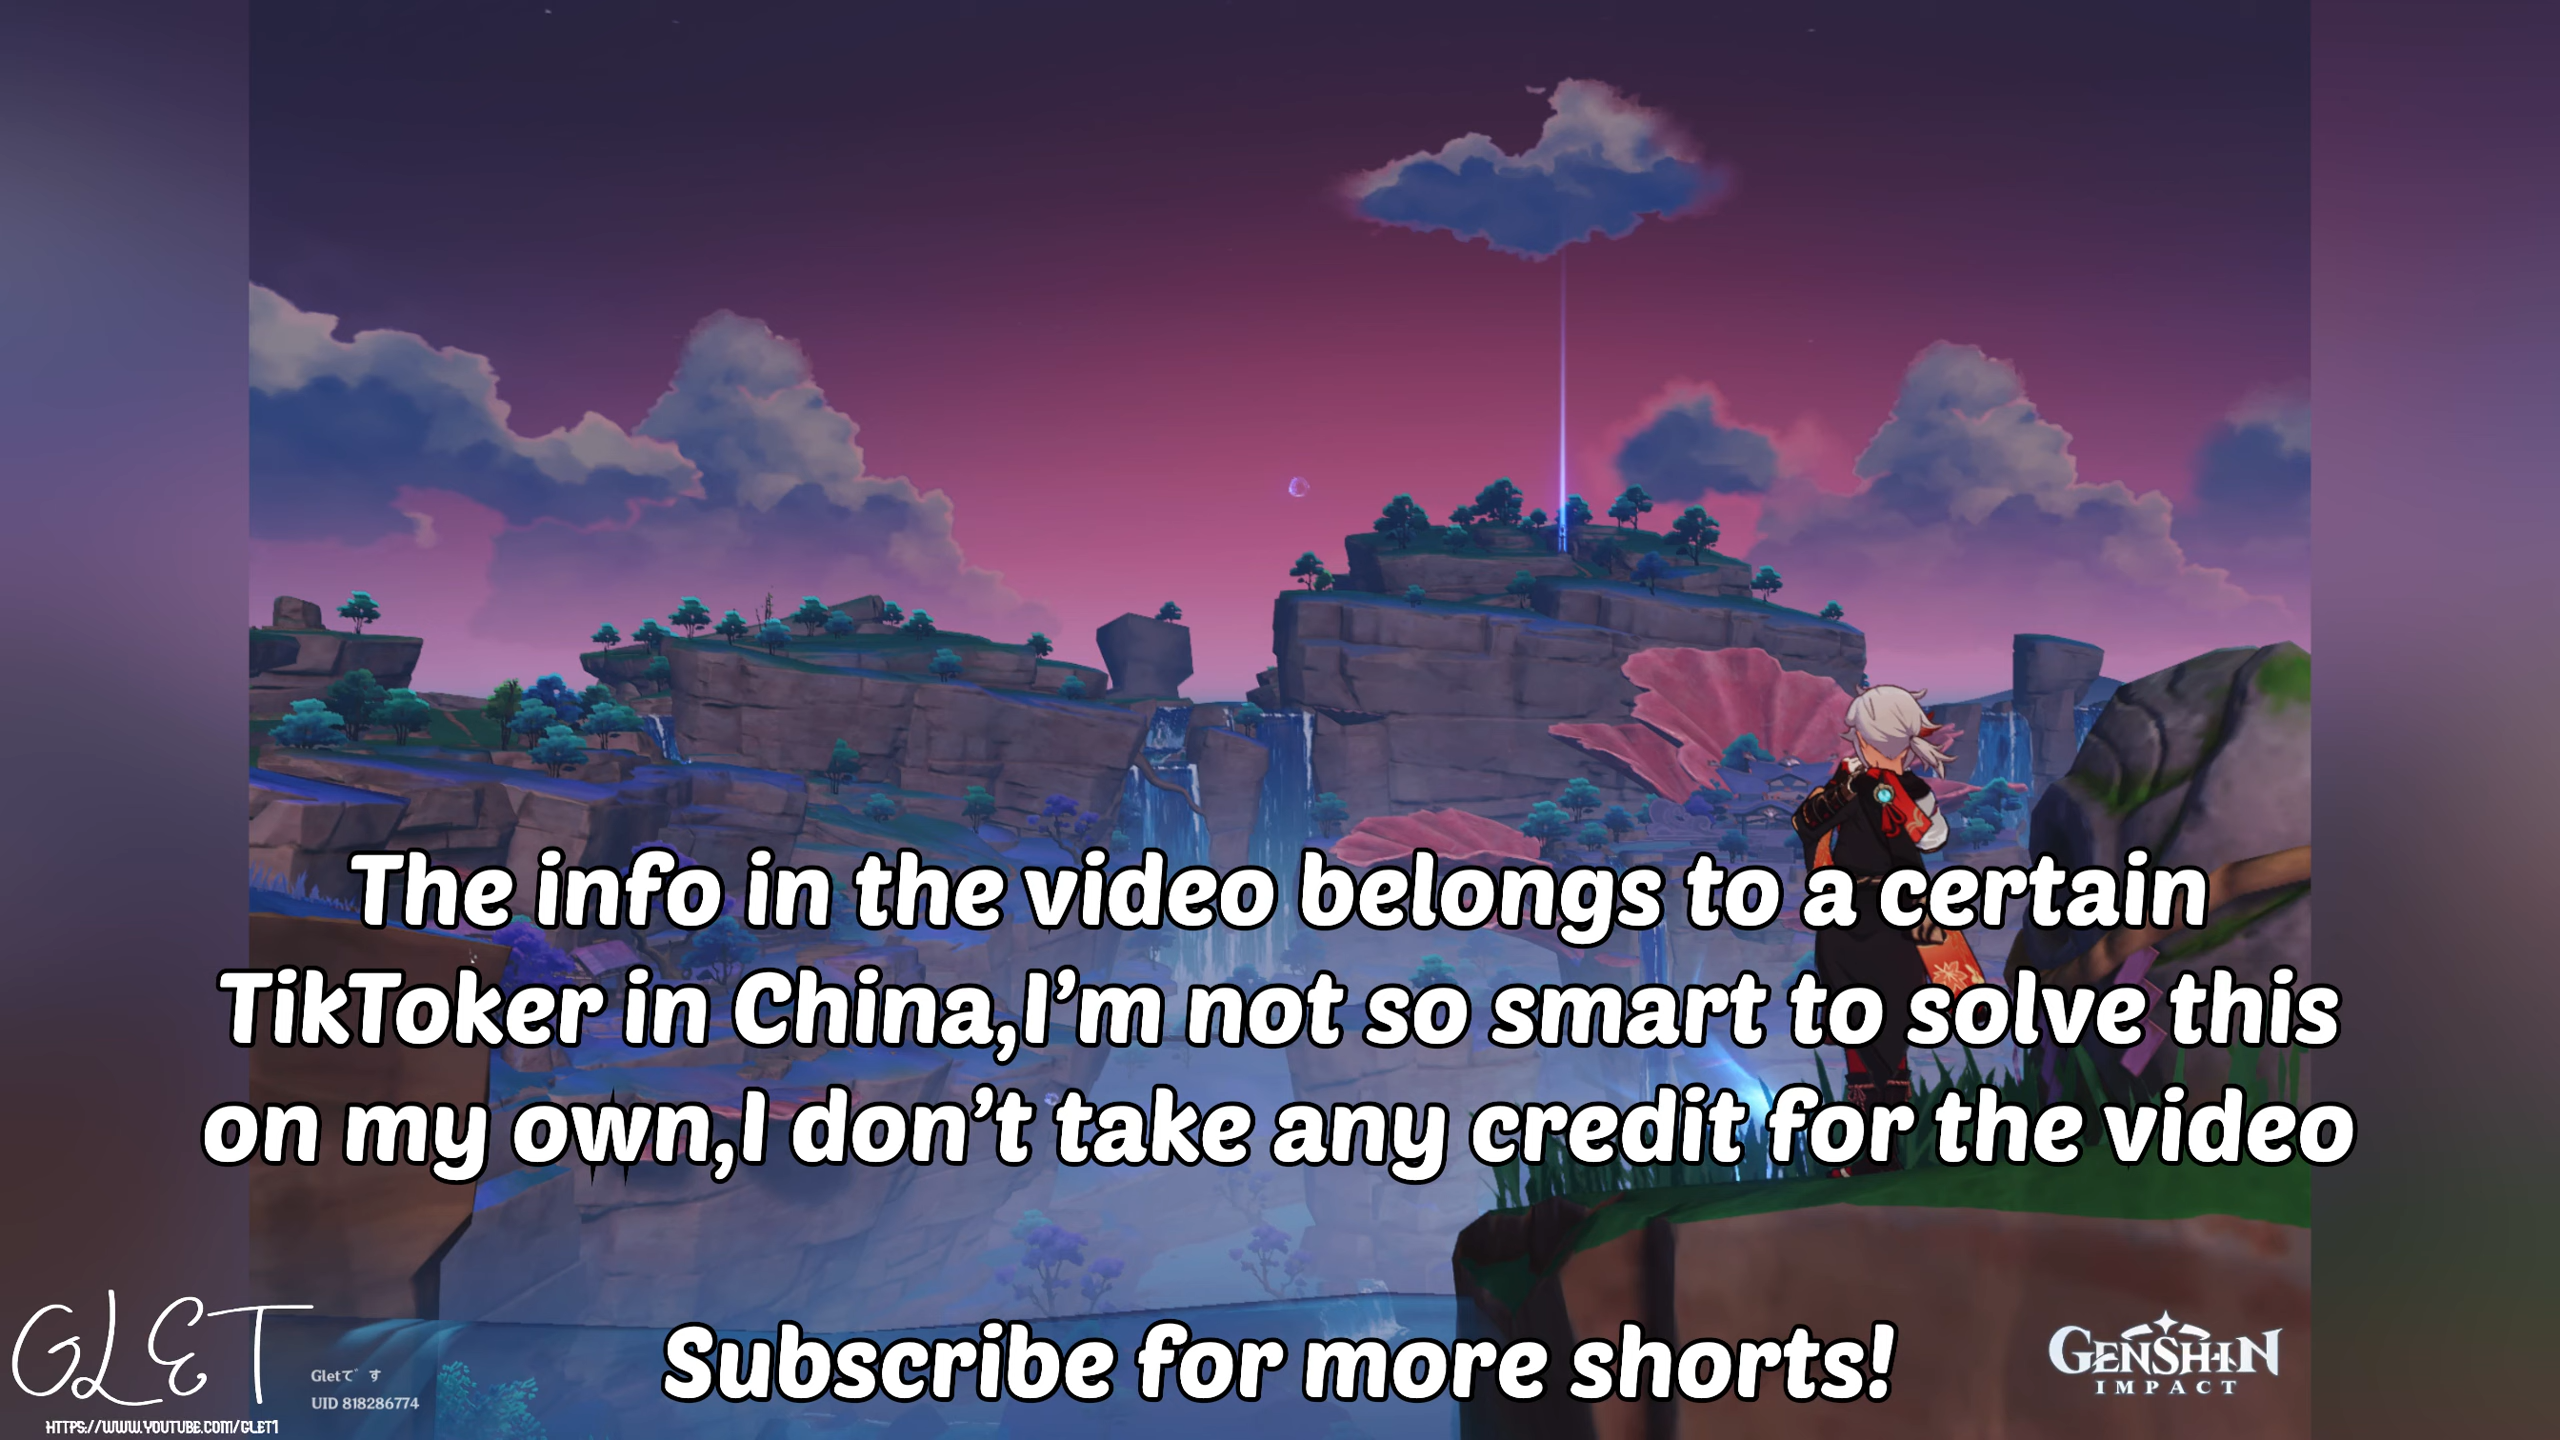 The info in the video belongs to a certain
TikToker in China,I'm not so smart to solve this
on my own,I don't take any credit for the video
Subscribe for more shorts!
GLET
HTTPS://WWW.YOUTUBE.COM/GLET1
Gletで す
UID 818286774
GENSHIN
IMPACT